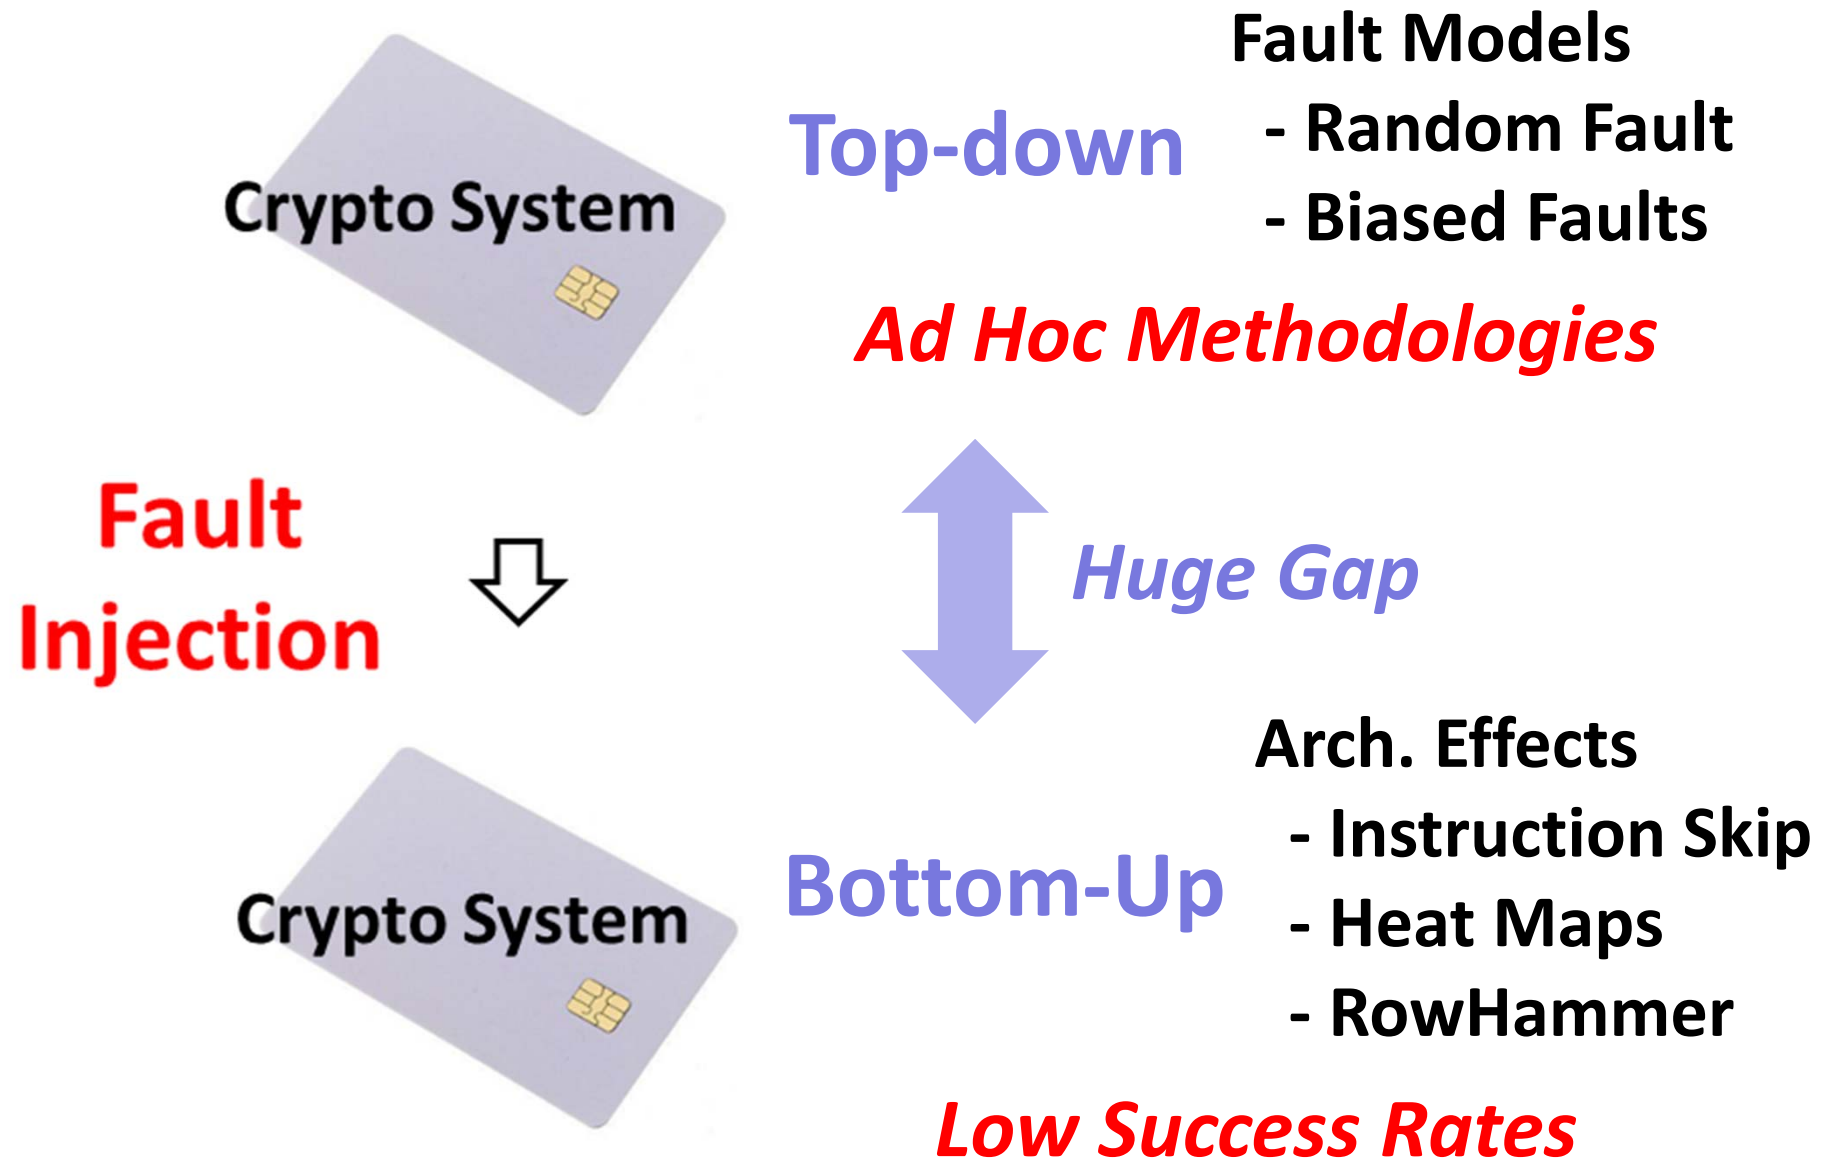 Fault Models
Top-down
- Random Fault
- Biased Faults
Crypto System
Ad Hoc Methodologies
Fault
Injection
Huge Gap
Arch. Effects
Bottom-Up
- Instruction Skip
- Heat Maps
- RowHammer
Crypto System
Low Success Rates